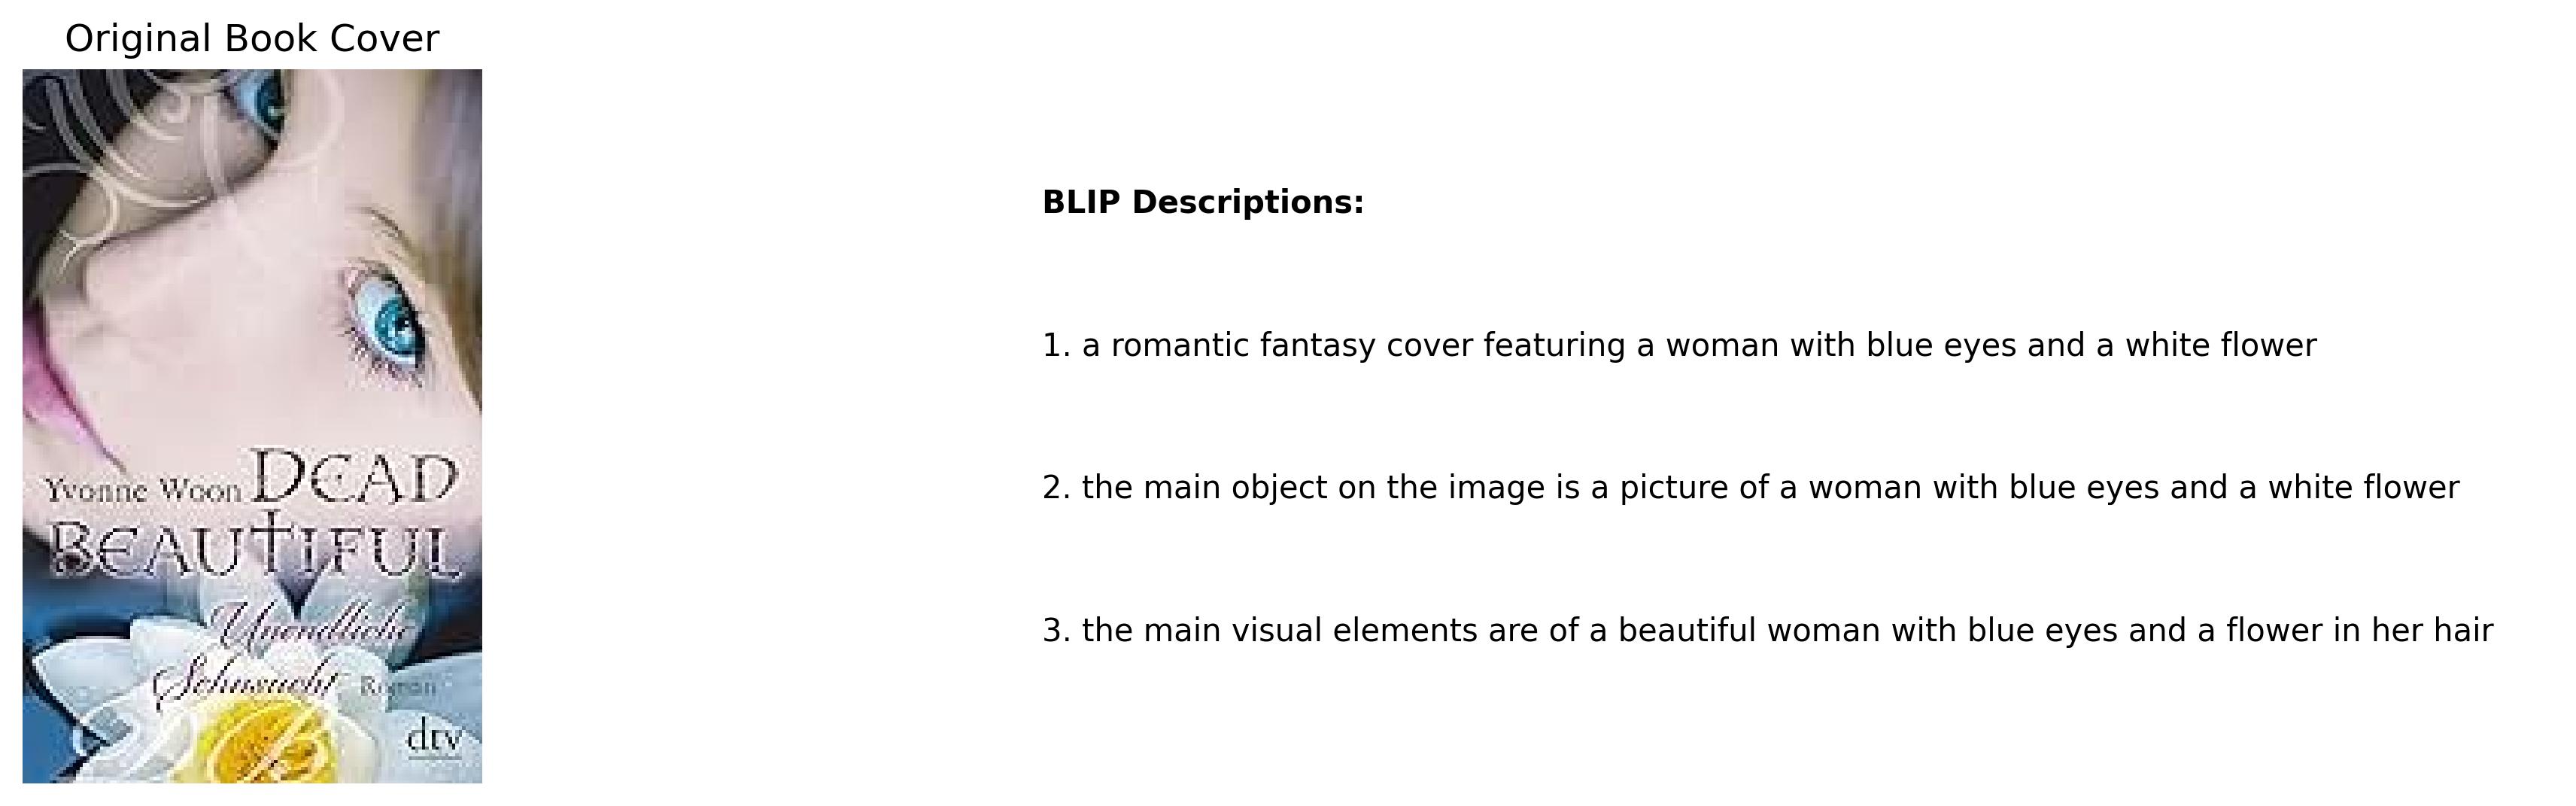 Original Book Cover
Yvonne Woon DEAD
BEAUTIFUL
Unendliche
Sehnsucht Roman
dtv
BLIP Descriptions:
1. a romantic fantasy cover featuring a woman with blue eyes and a white flower
2. the main object on the image is a picture of a woman with blue eyes and a white flower
3. the main visual elements are of a beautiful woman with blue eyes and a flower in her hair